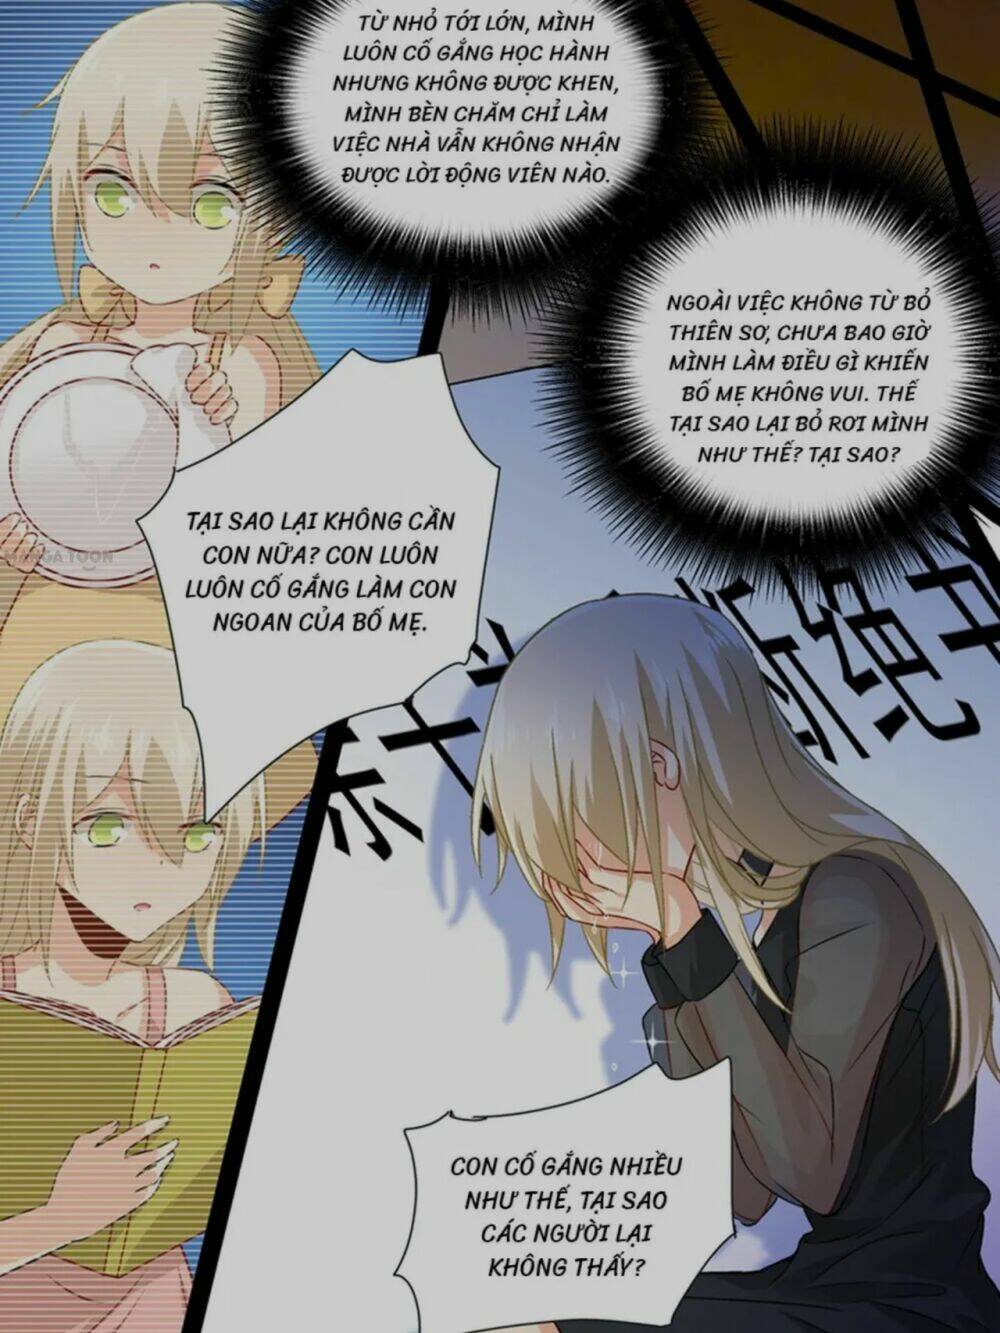 TỪ NHỎ TỚI LỚN, MÌNH
LUÔN CỐ GẮNG HỌC HÀNH
NHƯNG KHÔNG ĐƯỢC KHEN,
MÌNH BÈN CHĂM CHỈ LÀM
VIỆC NHÀ VẪN KHÔNG NHẬN
ĐƯỢC LỜI ĐỘNG VIÊN NÀO.
NGOÀI VIỆC KHÔNG TỪ BỎ
THIÊN SƠ, CHƯA BAO GIỜ
MÌNH LÀM ĐIỀU GÌ KHIẾN
BỐ MẸ KHÔNG VUI. THẾ
TẠI SAO LẠI BỎ RƠI MÌNH
NHƯ THẾ? TẠI SAO?
TẠI SAO LẠI KHÔNG CẦN
CON NỮA? CON LUÔN
LUÔN CỐ GẮNG LÀM CON
NGOAN CỦA BỐ MẸ.
MANGATOON
断绝书
CON CỐ GẮNG NHIỀU
NHƯ THẾ, TẠI SAO
CÁC NGƯỜI LẠI
KHÔNG THẤY?